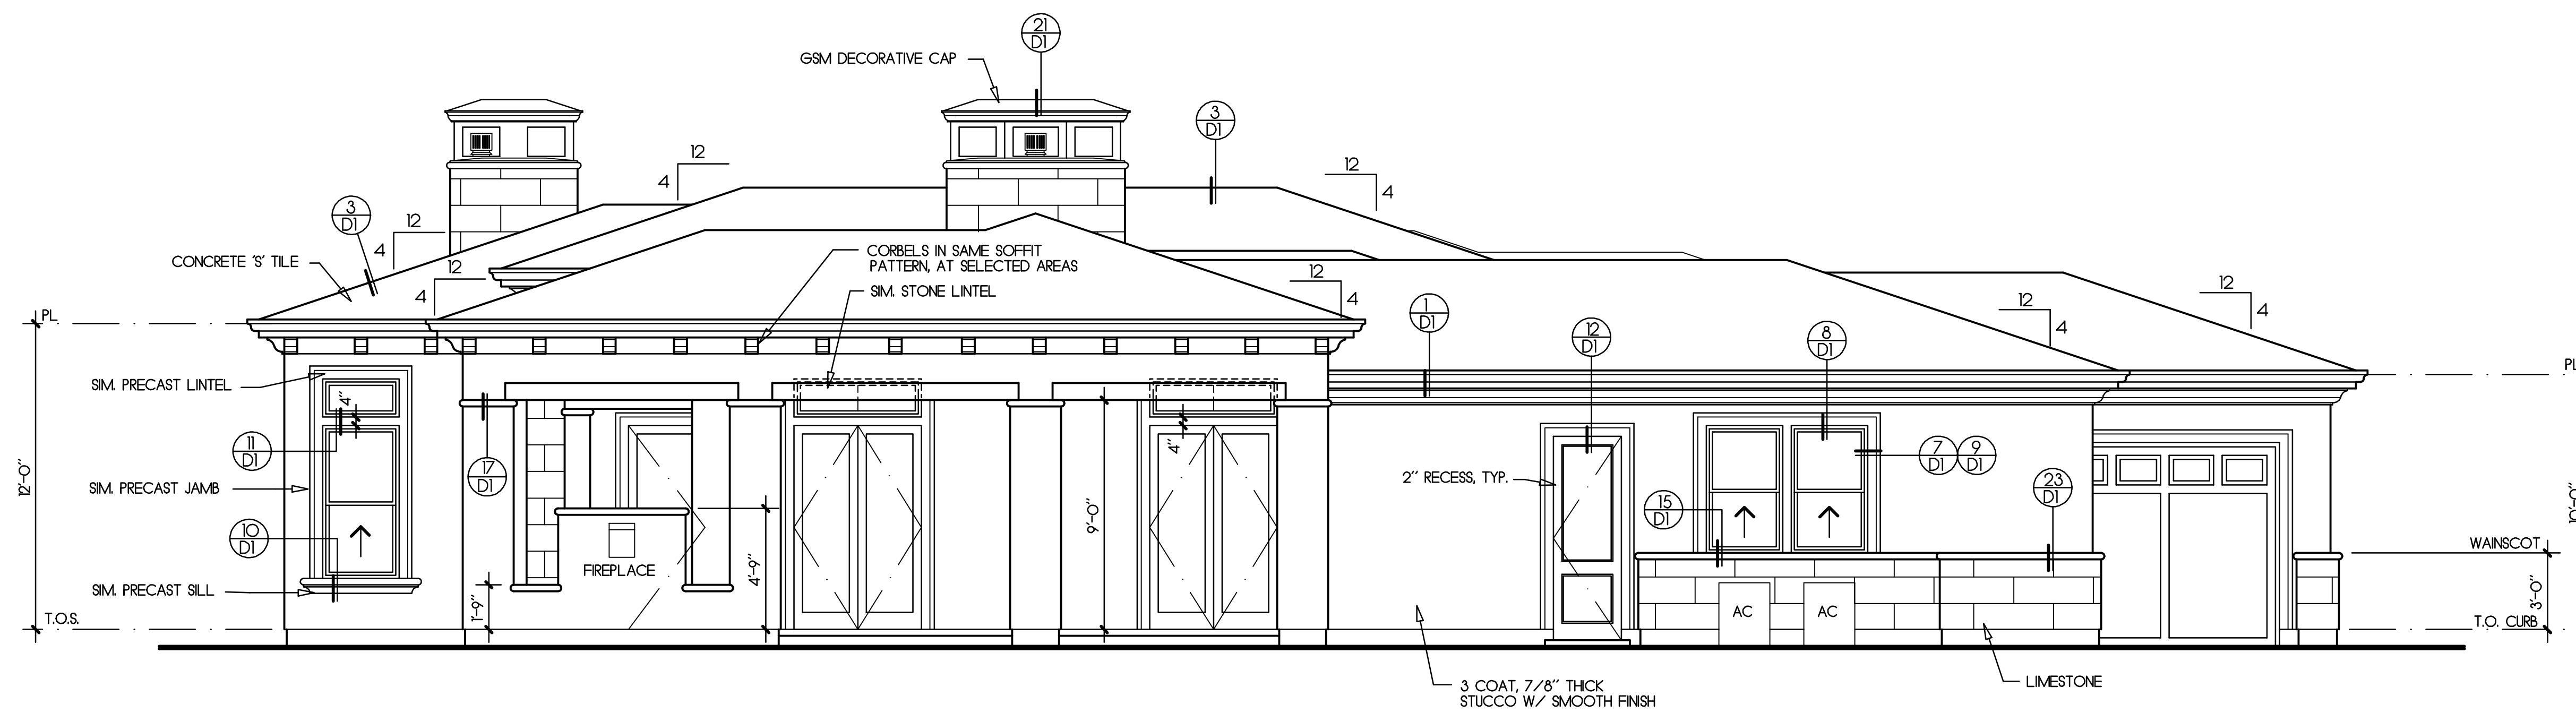 21
D1
GSM DECORATIVE CAP
3
D1
12
4
12
4
3
D1
12
4
CONCRETE 'S' TILE
CORBELS IN SAME SOFFIT
PATTERN, AT SELECTED AREAS
SIM. STONE LINTEL
12
4
12
4
12
4
12
4
PL
1
D1
12
D1
8
D1
PL
SIM. PRECAST LINTEL
4"
11
D1
17
D1
4"
7
D1
9
D1
12'-0"
SIM. PRECAST JAMB
2" RECESS, TYP.
15
D1
23
D1
10'-0"
10
D1
9'-0"
FIREPLACE
4'-9"
1'-9"
SIM. PRECAST SILL
WAINSCOT
3'-0"
AC
AC
T.O.S.
T.O. CURB
3 COAT, 7/8" THICK
STUCCO W/ SMOOTH FINISH
LIMESTONE